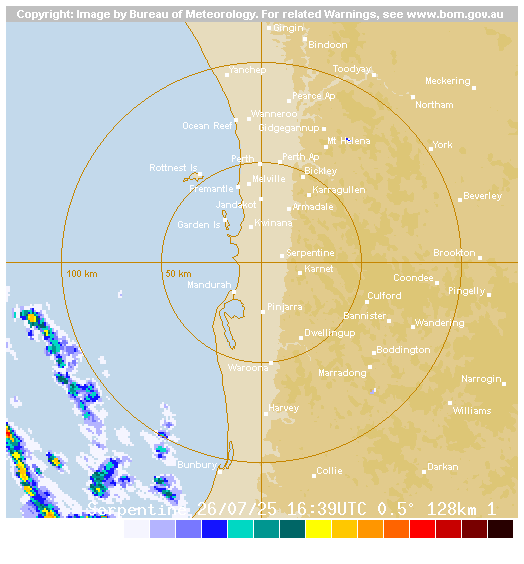 Copyright: Image by Bureau of Meteorology. For related Warnings, see www.bom.gov.au
Gingin
Bindoon
Yanchep
Toodyay
Meckering
Pearce Ap
Northam
Wanneroo
Ocean Reef
Gidgegannup
Mt Helena
York
Perth
Perth Ap
Rottnest Is
Bickley
Melville
Fremantle
Karragullen
Beverley
Jandakot
Armadale
Garden Is
Kwinana
Serpentine
Brookton
Karnet
100 km
50 km
Coondee
Mandurah
Pingelly
Culford
Pinjarra
Bannister
Wandering
Dwellingup
Boddington
Waroona
Marradong
Narrogin
Harvey
Williams
Bunbury
Collie
Darkan
Serpentine 26/07/25 16:39UTC 0.5° 128km 1